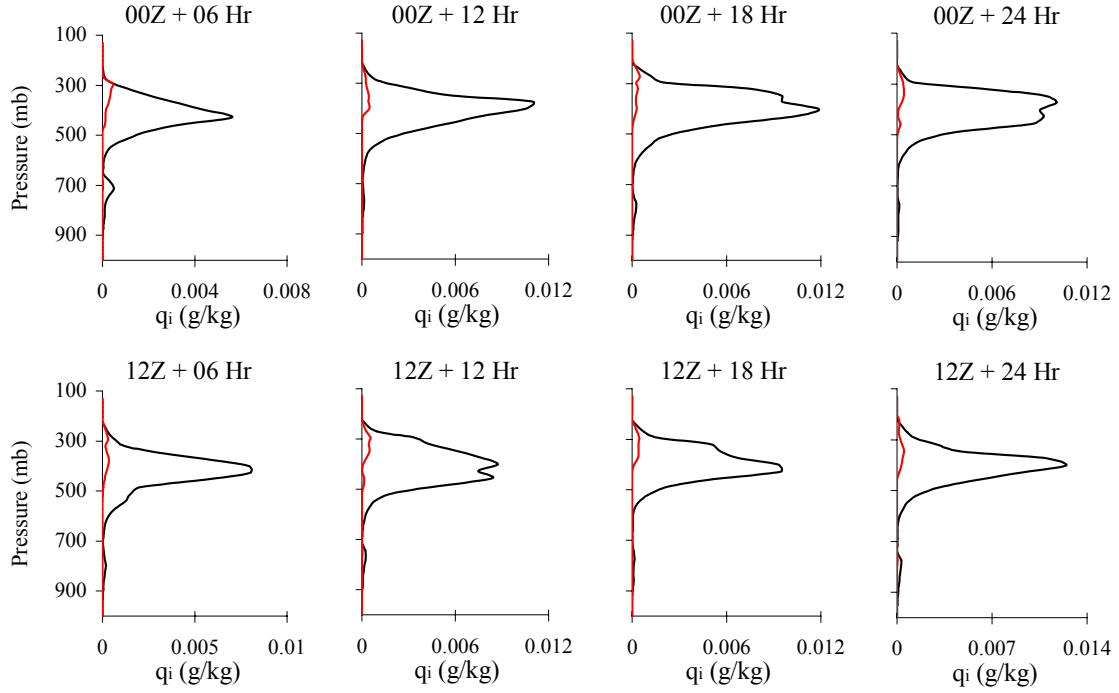 00Z + 06 Hr 00Z + 12 Hr 00Z + 18 Hr 00Z + 24 Hr
100
300
500
700
900
Pressure (mb)
0 0.004 0.008 0 0.006 0.012 0 0.006 0.012 0 0.006 0.012
qi (g/kg) qi (g/kg) qi (g/kg) qi (g/kg)
12Z + 06 Hr 12Z + 12 Hr 12Z + 18 Hr 12Z + 24 Hr
100
300
500
700
900
Pressure (mb)
0 0.005 0.01 0 0.006 0.012 0 0.006 0.012 0 0.007 0.014
qi (g/kg) qi (g/kg) qi (g/kg) qi (g/kg)